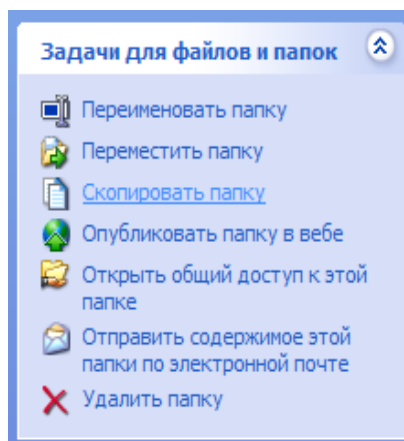 Задачи для файлов и папок
Переименовать папку
Переместить папку
Скопировать папку
Опубликовать папку в вебе
Открыть общий доступ к этой
папке
Отправить содержимое этой
папки по электронной почте
Удалить папку